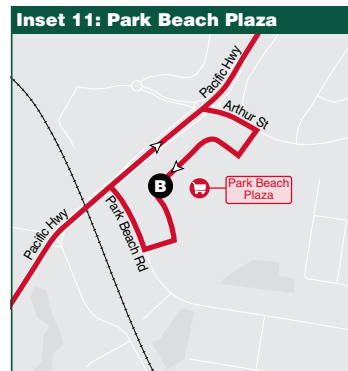 Inset 11: Park Beach Plaza
Pacific Hwy
Arthur St
B
Park Beach
Plaza
Park Beach Rd
Pacific Hwy